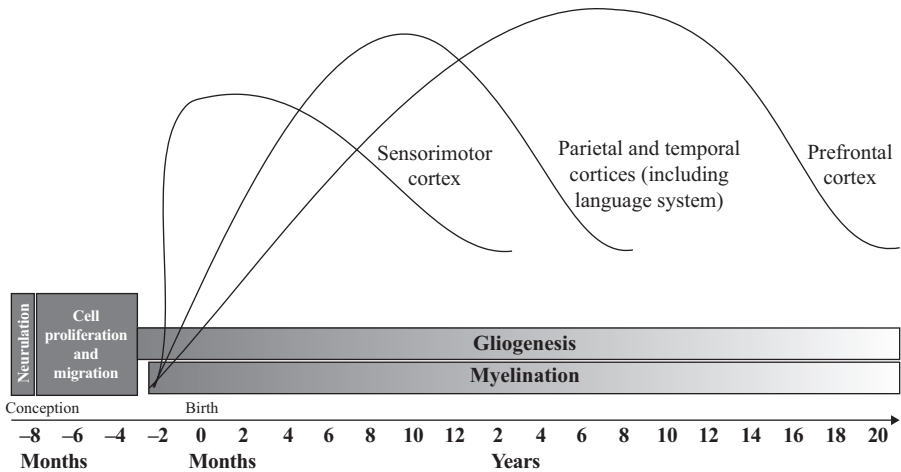 Sensorimotor
cortex
Parietal and temporal
cortices (including
language system)
Prefrontal
cortex
Neurulation
Cell
proliferation
and
migration
Gliogenesis
Myelination
Conception
Birth
–8 –6 –4 –2 0 2 4 6 8 10 12 2 4 6 8 10 12 14 16 18 20
Months Months Years